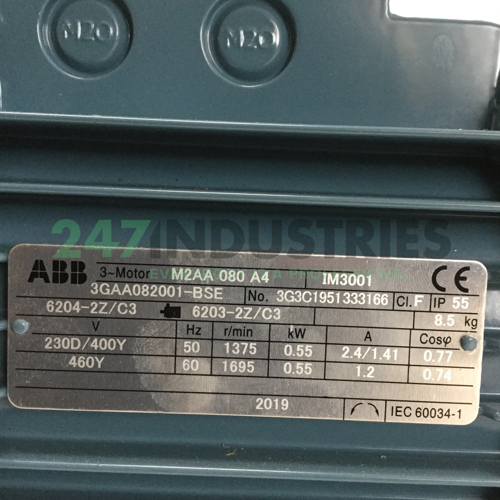 M20
M20
247INDUSTRIES
ABB 3~Motor M2AA 080 A4 IM3001 CE
3GAA082001-BSE No. 3G3C1951333166 Cl. F IP 55
6204-2Z/C3 6203-2Z/C3 8.5 kg
V Hz r/min kW A Cosφ
230D/400Y 50 1375 0.55 2.4/1.41 0.77
460Y 60 1695 0.55 1.2 0.74
2019 IEC 60034-1